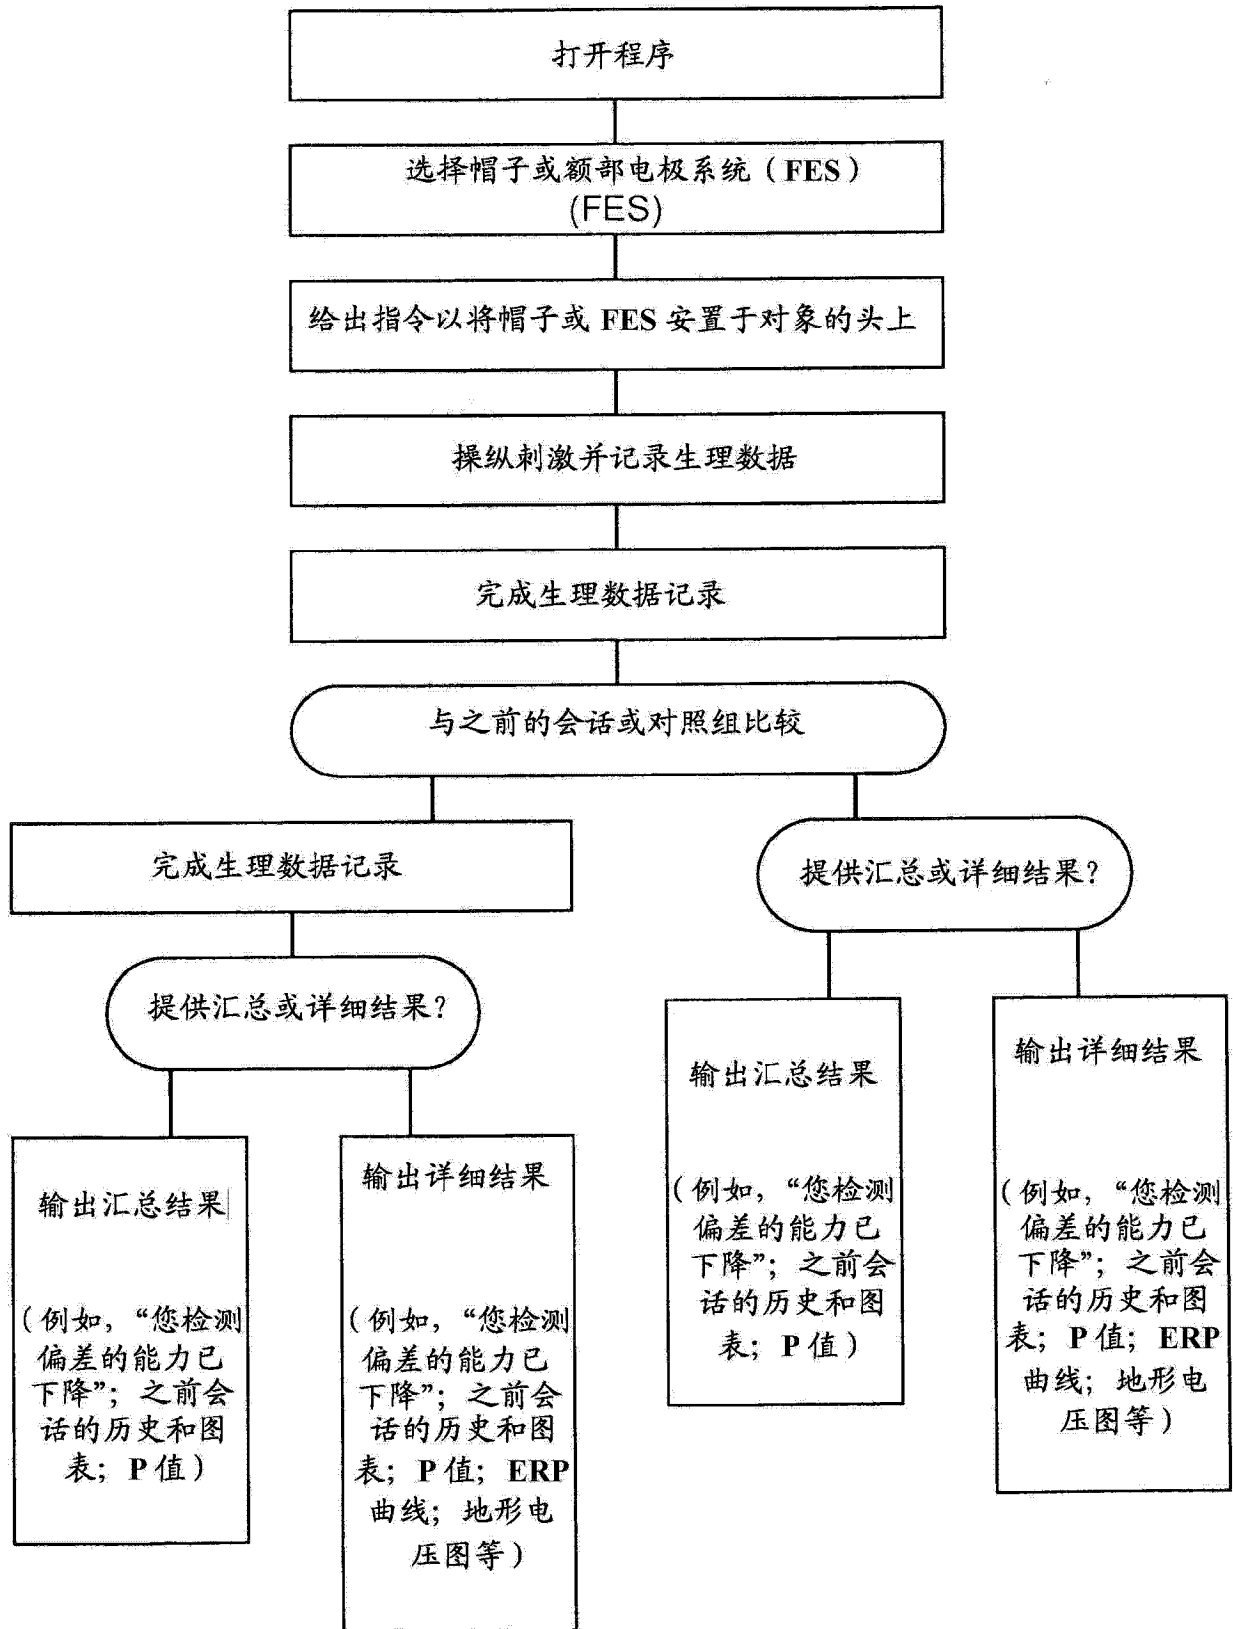 打开程序
选择帽子或额部电极系统（FES）
(FES)
给出指令以将帽子或 FES 安置于对象的头上
操纵刺激并记录生理数据
完成生理数据记录
与之前的会话或对照组比较
完成生理数据记录
提供汇总或详细结果？
输出汇总结果
（例如，“您检测
偏差的能力已
下降”；之前会
话的历史和图
表；P 值）
输出详细结果
（例如，“您检测
偏差的能力已
下降”；之前会
话的历史和图
表；P 值；ERP
曲线；地形电
压图等）
提供汇总或详细结果？
输出汇总结果
（例如，“您检测
偏差的能力已
下降”；之前会
话的历史和图
表；P 值）
输出详细结果
（例如，“您检测
偏差的能力已
下降”；之前会
话的历史和图
表；P 值；ERP
曲线；地形电
压图等）